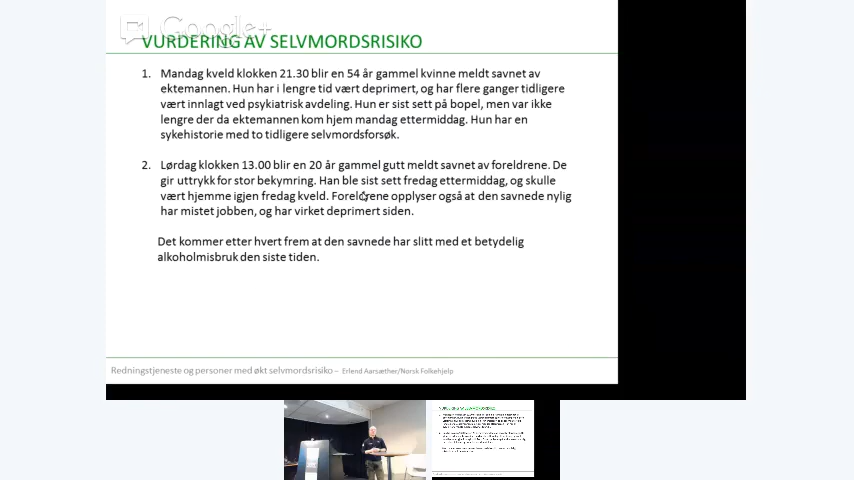 Google+
VURDERING AV SELVMORDSRISIKO
1. Mandag kveld klokken 21.30 blir en 54 år gammel kvinne meldt savnet av
ektemannen. Hun har i lengre tid vært deprimert, og har flere ganger tidligere
vært innlagt ved psykiatrisk avdeling. Hun er sist sett på bopel, men var ikke
lengre der da ektemannen kom hjem mandag ettermiddag. Hun har en
sykehistorie med to tidligere selvmordsforsøk.
2. Lørdag klokken 13.00 blir en 20 år gammel gutt meldt savnet av foreldrene. De
gir uttrykk for stor bekymring. Han ble sist sett fredag ettermiddag, og skulle
vært hjemme igjen fredag kveld. Foreldrene opplyser også at den savnede nylig
har mistet jobben, og har virket deprimert siden.
Det kommer etter hvert frem at den savnede har slitt med et betydelig
alkoholmisbruk den siste tiden.
Redningstjeneste og personer med økt selvmordsrisiko – Erlend Aarsæther/Norsk Folkehjelp
VURDERING AV SELVMORDSRISIKO